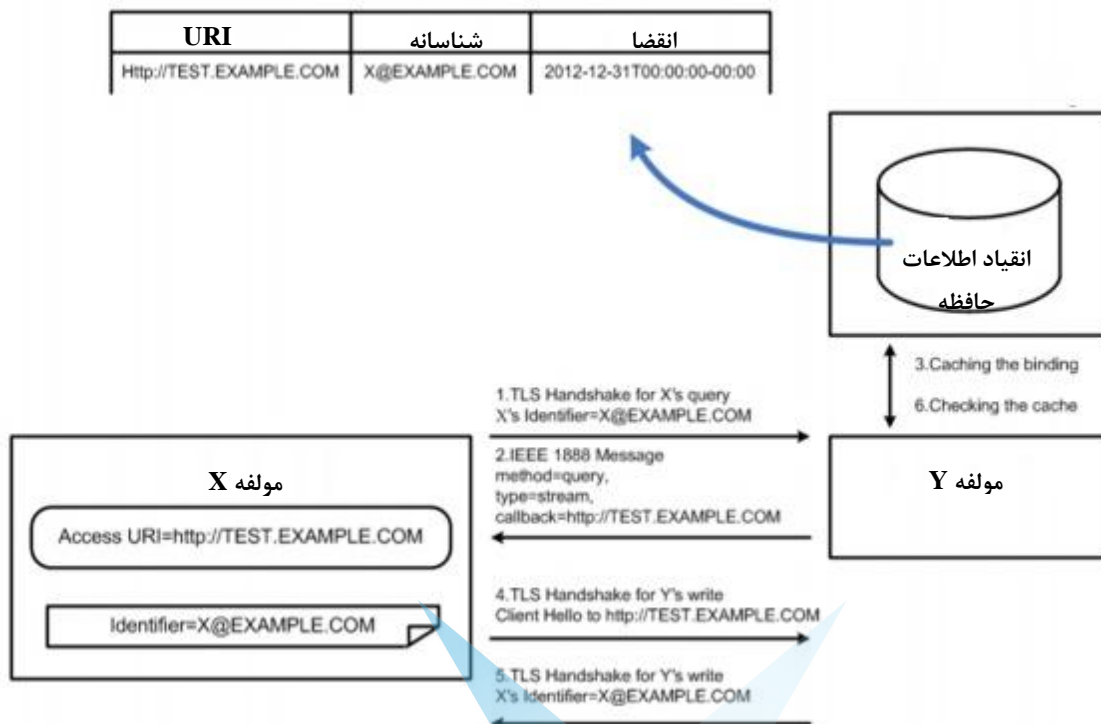 URI شناسانه انقضا
Http://TEST.EXAMPLE.COM X@EXAMPLE.COM 2012-12-31T00:00:00-00:00
انقیاد اطلاعات
حافظه
3.Caching the binding
6.Checking the cache
1.TLS Handshake for X's query
X's Identifier=X@EXAMPLE.COM
2.IEEE 1888 Message
method=query,
type=stream,
callback=http://TEST.EXAMPLE.COM
مولفه X
Access URI=http://TEST.EXAMPLE.COM
Identifier=X@EXAMPLE.COM
مولفه Y
4.TLS Handshake for Y's write
Client Hello to http://TEST.EXAMPLE.COM
5.TLS Handshake for Y's write
X's Identifier=X@EXAMPLE.COM